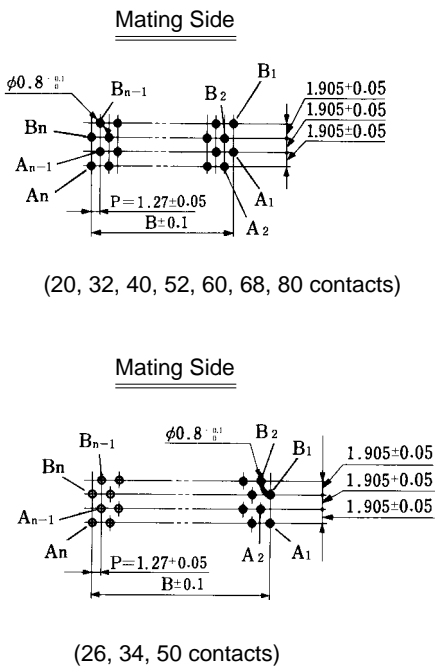 Mating Side
φ0.8 +0.1 0
Bn−1
B2
B1
1.905+0.05
1.905+0.05
1.905±0.05
Bn
An−1
An
A1
A2
P=1.27±0.05
B±0.1
(20, 32, 40, 52, 60, 68, 80 contacts)
Mating Side
Bn−1
φ0.8
B2
B1
1.905±0.05
1.905+0.05
1.905±0.05
Bn
An−1
An
A2
A1
P=1.27+0.05
B±0.1
(26, 34, 50 contacts)